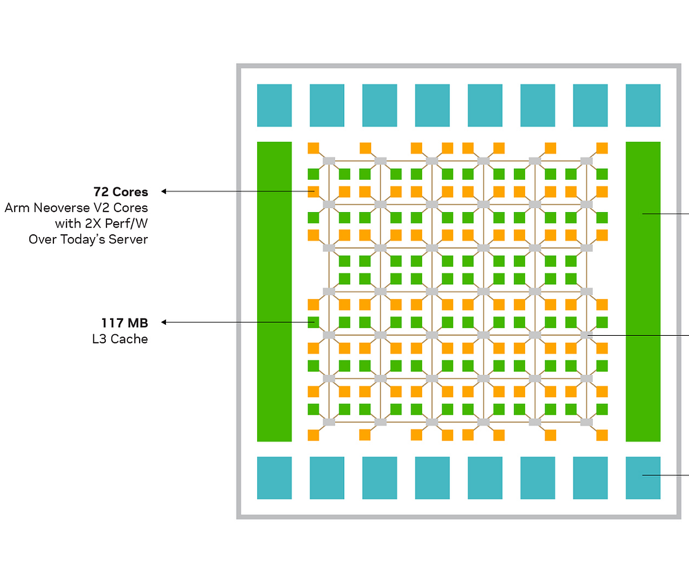 72 Cores
Arm Neoverse V2 Cores
with 2X Perf/W
Over Today's Server
117 MB
L3 Cache